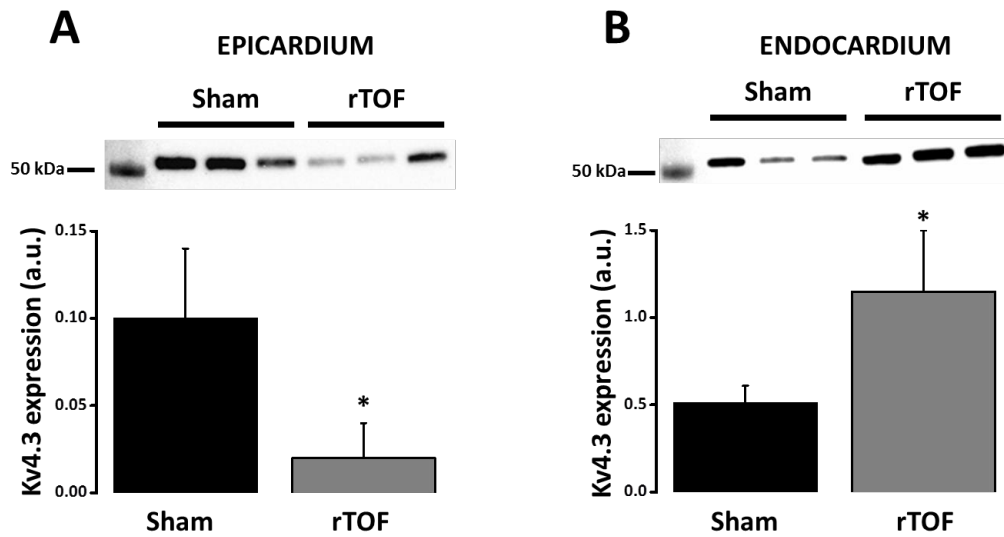 A
EPICARDIUM
Sham rTOF
50 kDa
Kv4.3 expression (a.u.)
0.15
0.10
0.05
0.00
*
Sham rTOF
B
ENDOCARDIUM
Sham rTOF
50 kDa
Kv4.3 expression (a.u.)
1.5
1.0
0.5
0.0
*
Sham rTOF